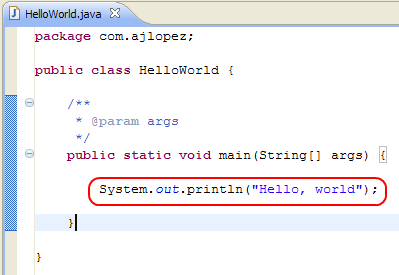 HelloWorld.java
package com.ajlopez;
public class HelloWorld {
/**
* @param args
*/
public static void main(String[] args) {
System.out.println("Hello, world");
}
}